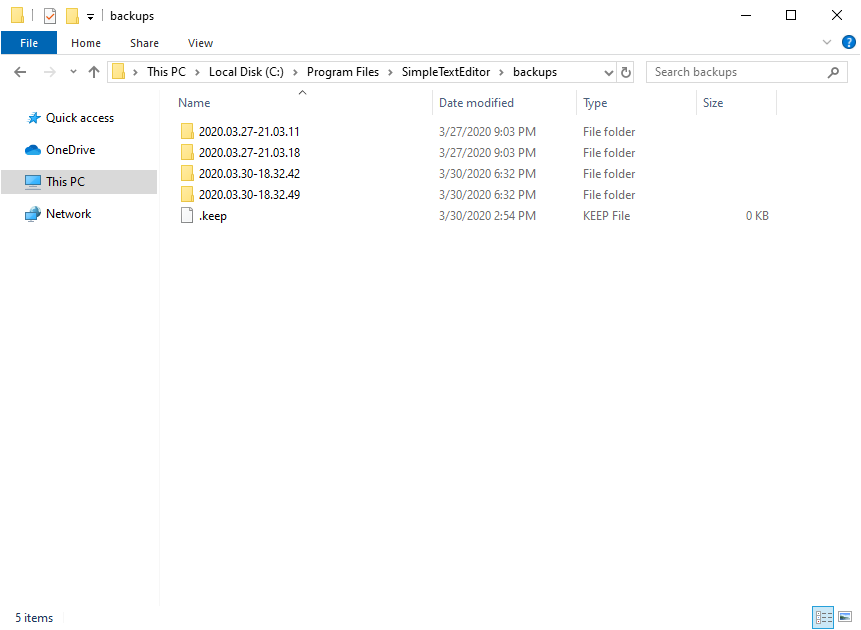 backups
File Home Share View
This PC Local Disk (C:) Program Files SimpleTextEditor backups Search backups
Name Date modified Type Size
Quick access
OneDrive
This PC
Network
2020.03.27-21.03.11 3/27/2020 9:03 PM File folder
2020.03.27-21.03.18 3/27/2020 9:03 PM File folder
2020.03.30-18.32.42 3/30/2020 6:32 PM File folder
2020.03.30-18.32.49 3/30/2020 6:32 PM File folder
.keep 3/30/2020 2:54 PM KEEP File 0 KB
5 items